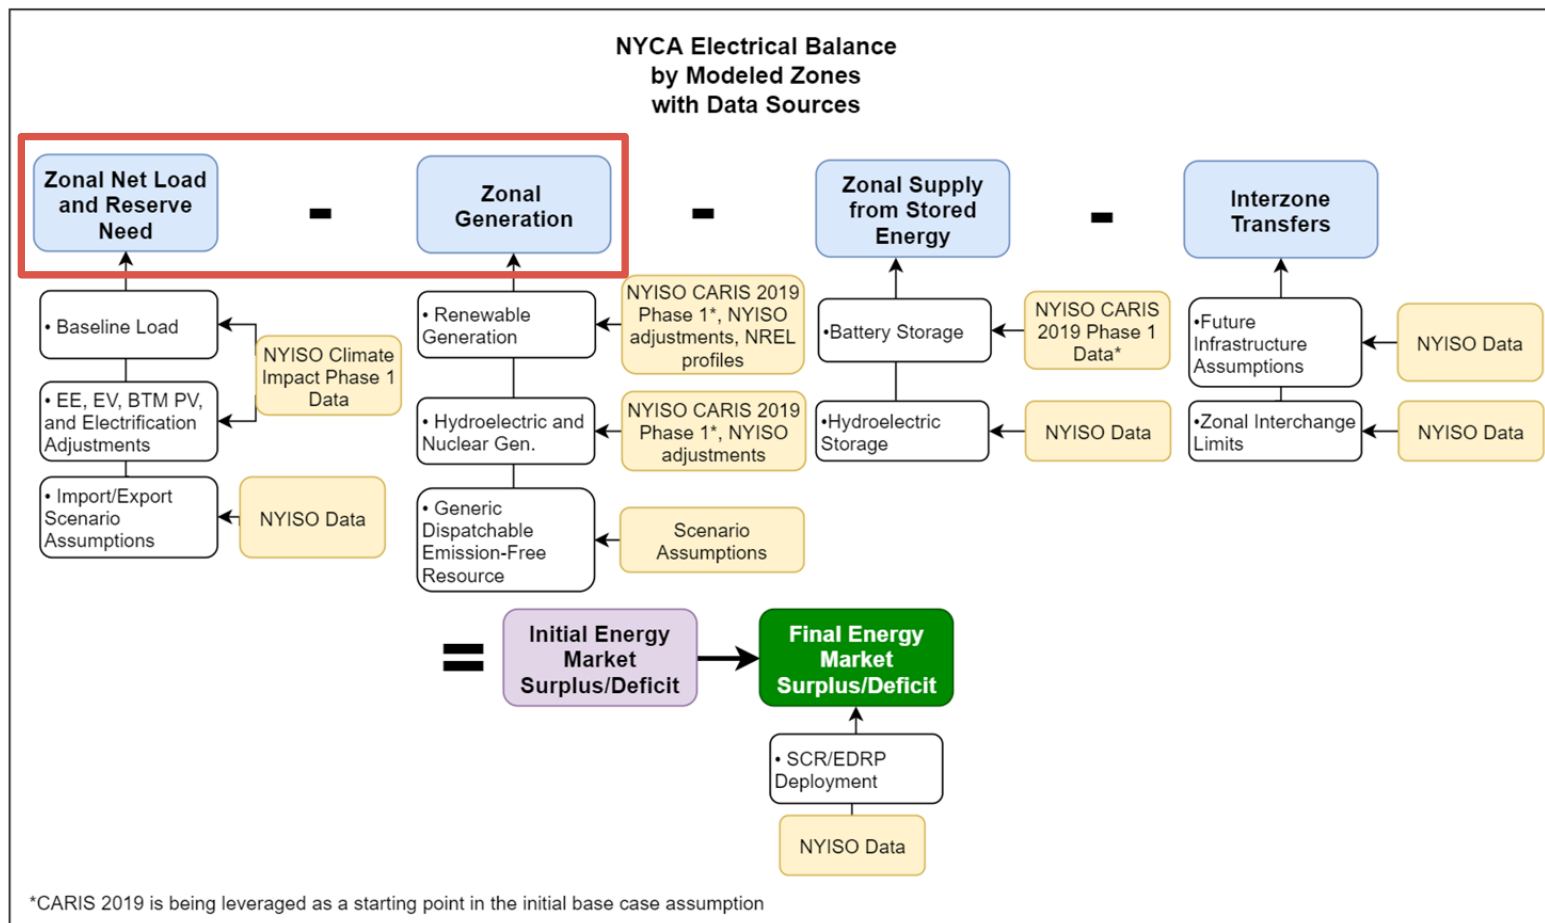 NYCA Electrical Balance
by Modeled Zones
with Data Sources
Zonal Net Load
and Reserve
Need
-
Zonal
Generation
-
Zonal Supply
from Stored
Energy
-
Interzone
Transfers
• Baseline Load
• EE, EV, BTM PV,
and Electrification
Adjustments
• Import/Export
Scenario
Assumptions
NYISO Climate
Impact Phase 1
Data
NYISO Data
• Renewable
Generation
• Hydroelectric and
Nuclear Gen.
• Generic
Dispatchable
Emission-Free
Resource
NYISO CARIS 2019
Phase 1*, NYISO
adjustments, NREL
profiles
NYISO CARIS 2019
Phase 1*, NYISO
adjustments
Scenario
Assumptions
•Battery Storage
•Hydroelectric
Storage
NYISO CARIS
2019 Phase 1
Data*
NYISO Data
•Future
Infrastructure
Assumptions
•Zonal Interchange
Limits
NYISO Data
NYISO Data
=
Initial Energy
Market
Surplus/Deficit
Final Energy
Market
Surplus/Deficit
• SCR/EDRP
Deployment
NYISO Data
*CARIS 2019 is being leveraged as a starting point in the initial base case assumption